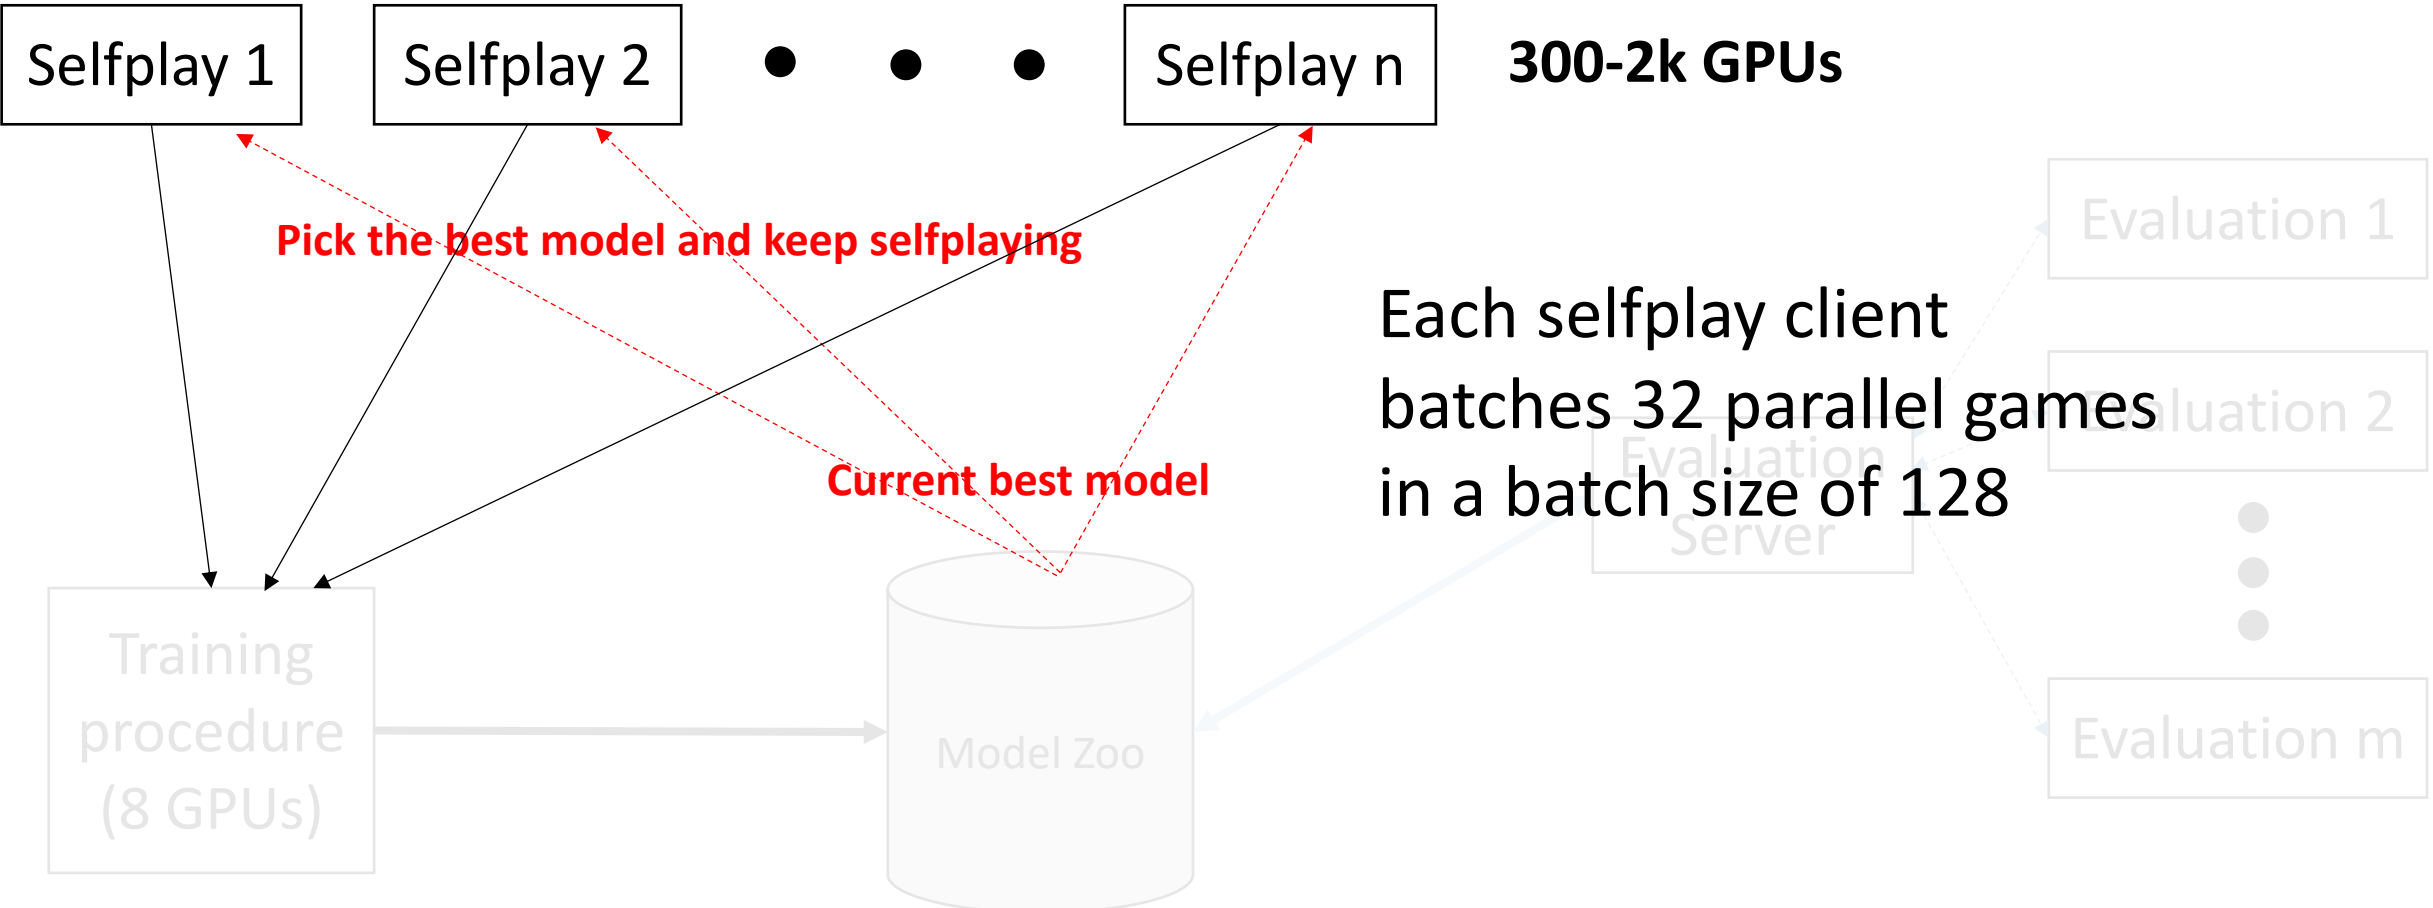 Selfplay 1
Selfplay 2
Selfplay n
300-2k GPUs
Pick the best model and keep selfplaying
Each selfplay client
batches 32 parallel games
in a batch size of 128
Current best model
Evaluation 1
Evaluation 2
Evaluation m
Evaluation
Server
Training
procedure
(8 GPUs)
Model Zoo